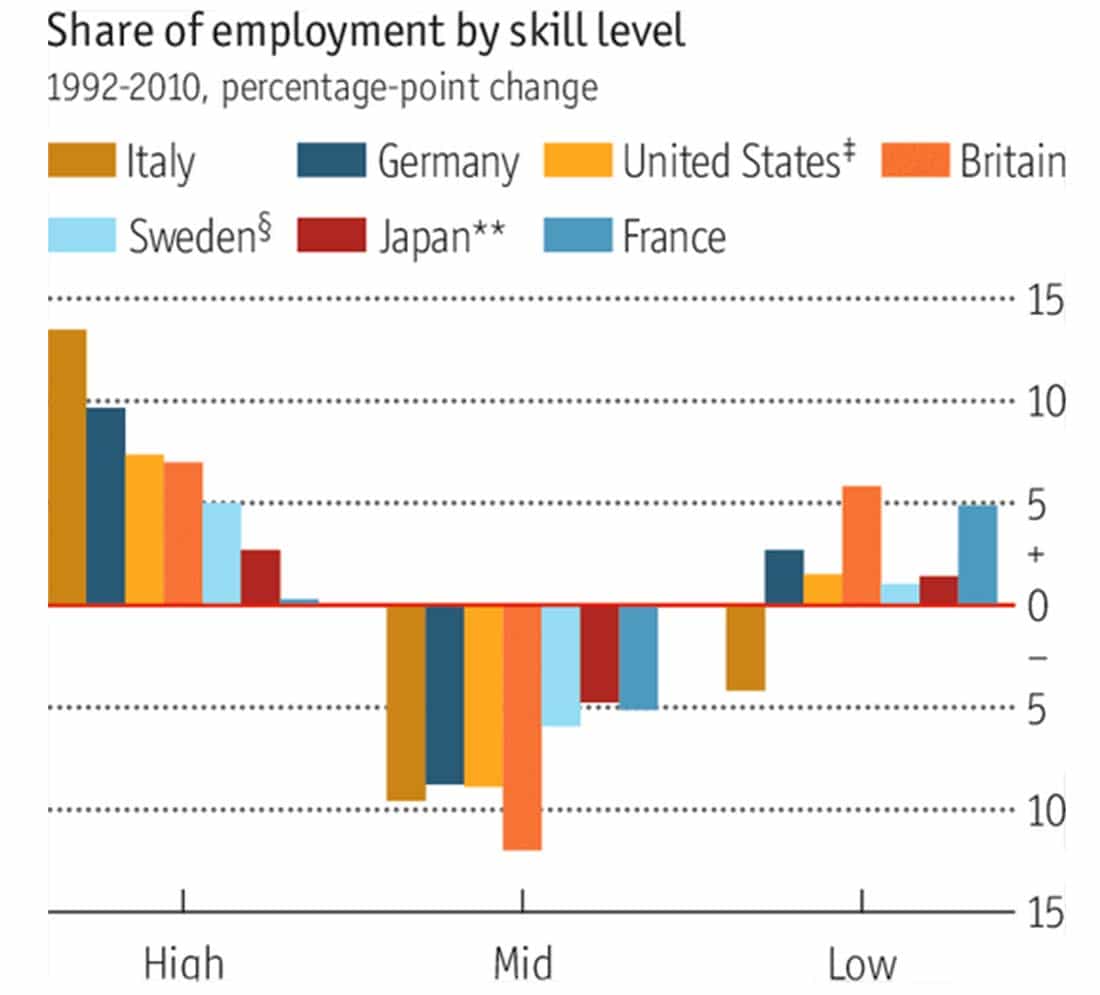 Share of employment by skill level
1992-2010, percentage-point change
Italy Germany United States‡ Britain
Sweden§ Japan** France
15
10
5
+
0
–
5
10
15
High Mid Low